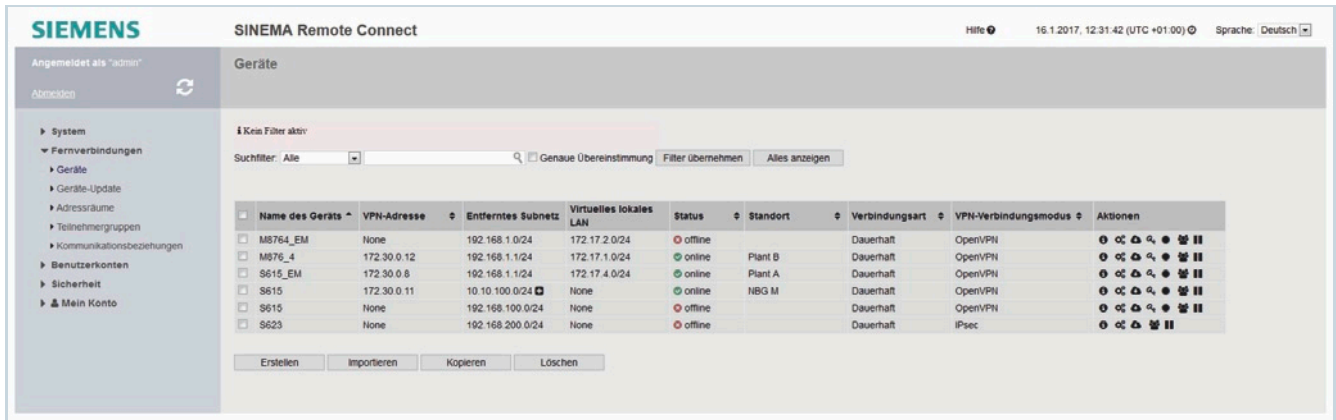 SIEMENS
SINEMA Remote Connect
Hilfe
16.1.2017, 12:31:42 (UTC +01:00)
Sprache: Deutsch
Angemeldet als "admin"
Abmelden
Geräte
System
Fernverbindungen
Geräte
Geräte-Update
Adressräume
Teilnehmergruppen
Kommunikationsbeziehungen
Benutzerkonten
Sicherheit
Mein Konto
Kein Filter aktiv
Suchfilter: Alle Genaue Übereinstimmung Filter übernehmen Alles anzeigen
Name des Geräts VPN-Adresse Entferntes Subnetz Virtuelles lokales LAN Status Standort Verbindungsart VPN-Verbindungsmodus Aktionen
M8764_EM None 192.168.1.0/24 172.17.2.0/24 offline Dauerhaft OpenVPN
M876_4 172.30.0.12 192.168.1.1/24 172.17.1.0/24 online Plant B Dauerhaft OpenVPN
S615_EM 172.30.0.8 192.168.1.1/24 172.17.4.0/24 online Plant A Dauerhaft OpenVPN
S615 172.30.0.11 10.10.100.0/24 None online NBG M Dauerhaft OpenVPN
S615 None 192.168.100.0/24 None offline Dauerhaft OpenVPN
S623 None 192.168.200.0/24 None offline Dauerhaft IPsec
Erstellen Importieren Kopieren Löschen